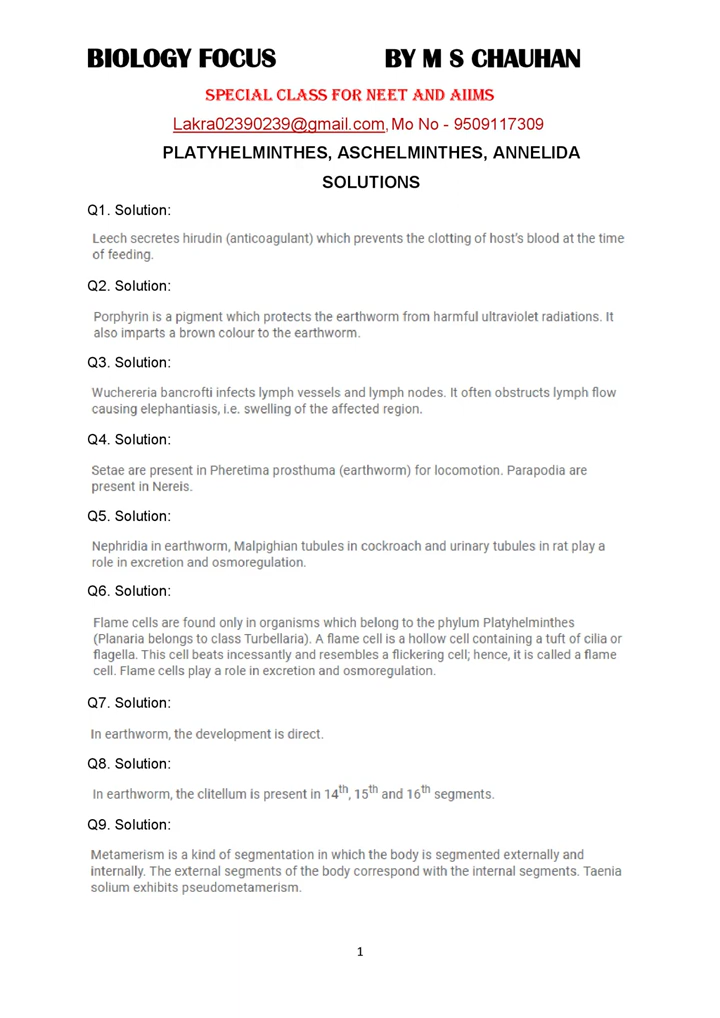 BIOLOGY FOCUS BY M S CHAUHAN
SPECIAL CLASS FOR NEET AND AIIMS
Lakra02390239@gmail.com, Mo No - 9509117309
PLATYHELMINTHES, ASCHELMINTHES, ANNELIDA
SOLUTIONS
Q1. Solution:
Leech secretes hirudin (anticoagulant) which prevents the clotting of host's blood at the time
of feeding.
Q2. Solution:
Porphyrin is a pigment which protects the earthworm from harmful ultraviolet radiations. It
also imparts a brown colour to the earthworm.
Q3. Solution:
Wuchereria bancrofti infects lymph vessels and lymph nodes. It often obstructs lymph flow
causing elephantiasis, i.e. swelling of the affected region.
Q4. Solution:
Setae are present in Pheretima prosthuma (earthworm) for locomotion. Parapodia are
present in Nereis.
Q5. Solution:
Nephridia in earthworm, Malpighian tubules in cockroach and urinary tubules in rat play a
role in excretion and osmoregulation.
Q6. Solution:
Flame cells are found only in organisms which belong to the phylum Platyhelminthes
(Planaria belongs to class Turbellaria). A flame cell is a hollow cell containing a tuft of cilia or
flagella. This cell beats incessantly and resembles a flickering cell; hence, it is called a flame
cell. Flame cells play a role in excretion and osmoregulation.
Q7. Solution:
In earthworm, the development is direct.
Q8. Solution:
In earthworm, the clitellum is present in 14th, 15th and 16th segments.
Q9. Solution:
Metamerism is a kind of segmentation in which the body is segmented externally and
internally. The external segments of the body correspond with the internal segments. Taenia
solium exhibits pseudometamerism.
1